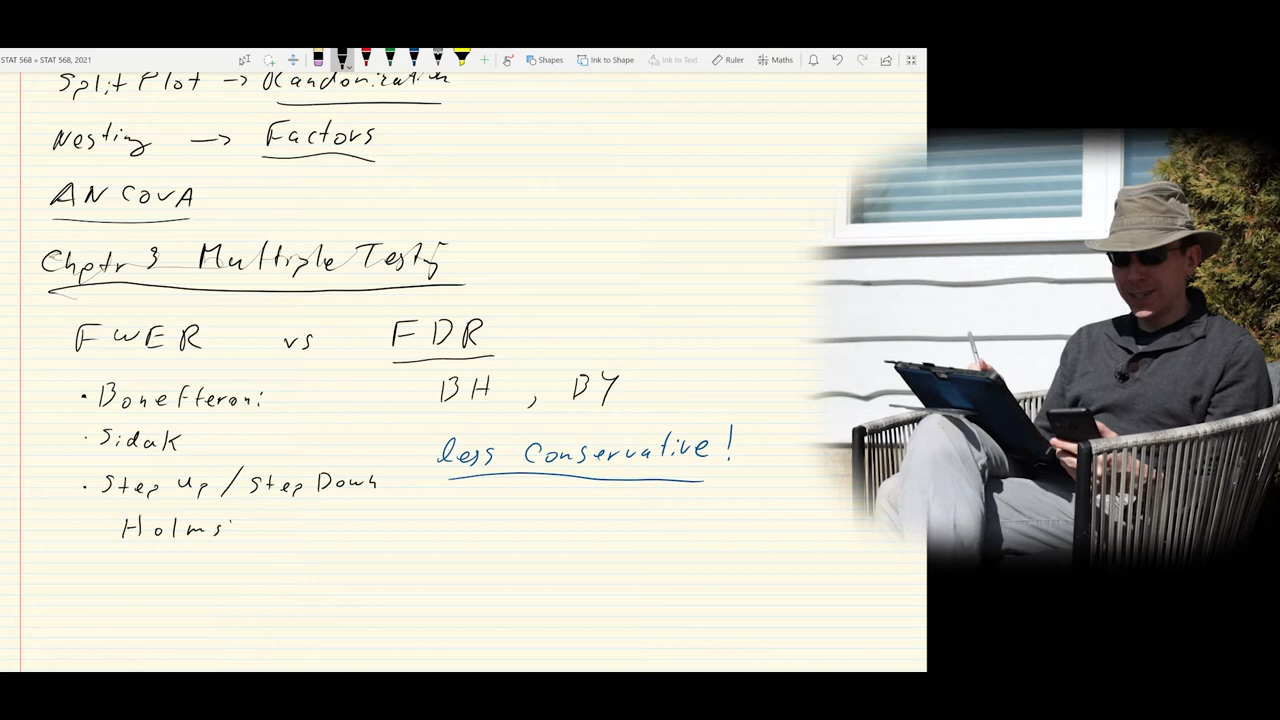 STAT 568 » STAT 568, 2021
Shapes Ink to Shape Ink to Text Ruler Maths
Split Plot → Randomization
Nesting → Factors
ANCOVA
Chptr 3 Multiple Testg
FWER vs FDR
• Bonefferoni BH , BY
• Sidak less conservative!
• Step Up / Step Down
Holms